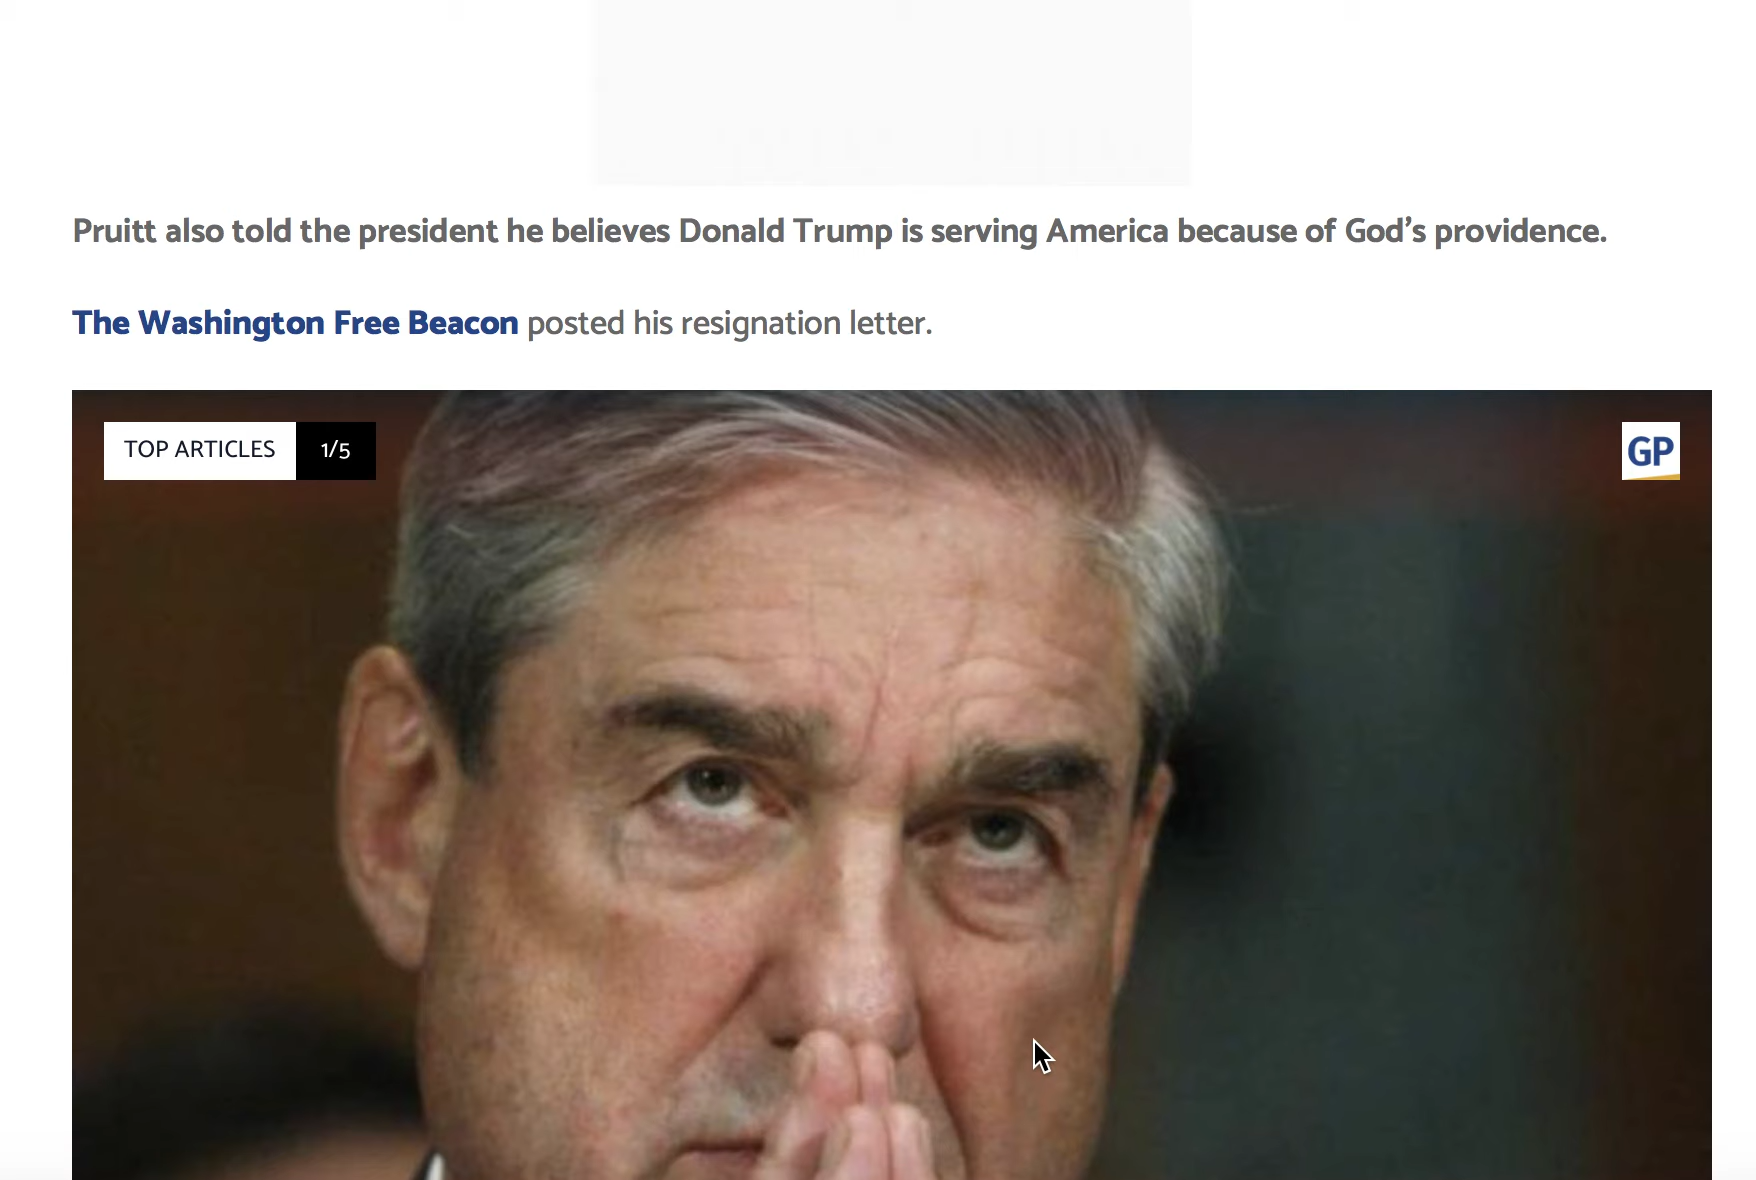 Pruitt also told the president he believes Donald Trump is serving America because of God’s providence.
The Washington Free Beacon posted his resignation letter.
TOP ARTICLES 1/5
GP